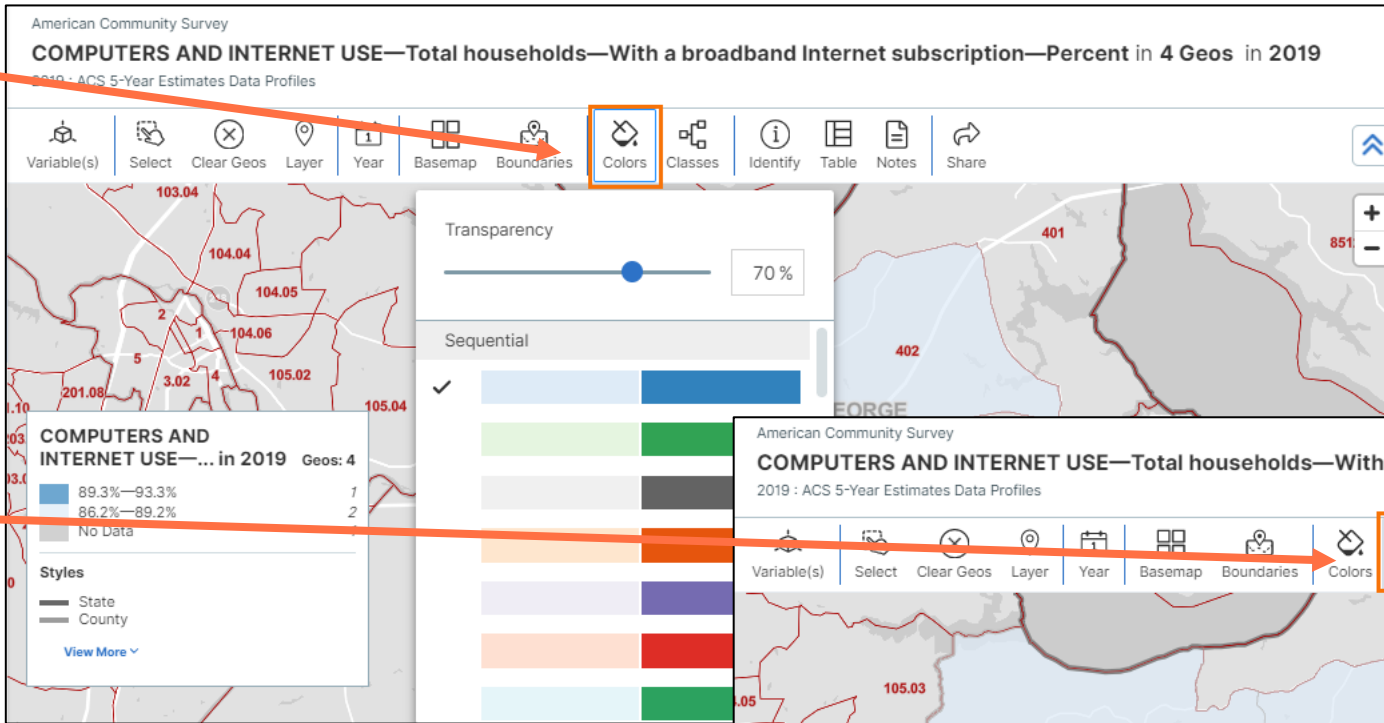 American Community Survey
COMPUTERS AND INTERNET USE—Total households—With a broadband Internet subscription—Percent in 4 Geos in 2019
2019 : ACS 5-Year Estimates Data Profiles
Variable(s) Select Clear Geos Layer Year Basemap Boundaries Colors Classes Identify Table Notes Share
1
103.04
104.04
104.05
2
1
104.06
5
3.02
4
105.02
201.08
105.04
401
402
Transparency
70 %
Sequential
+
−
COMPUTERS AND
INTERNET USE—... in 2019 Geos: 4
89.3%—93.3% 1
86.2%—89.2% 2
No Data
Styles
State
County
View More
American Community Survey
COMPUTERS AND INTERNET USE—Total households—With
2019 : ACS 5-Year Estimates Data Profiles
Variable(s) Select Clear Geos Layer Year Basemap Boundaries Colors
1
105.03